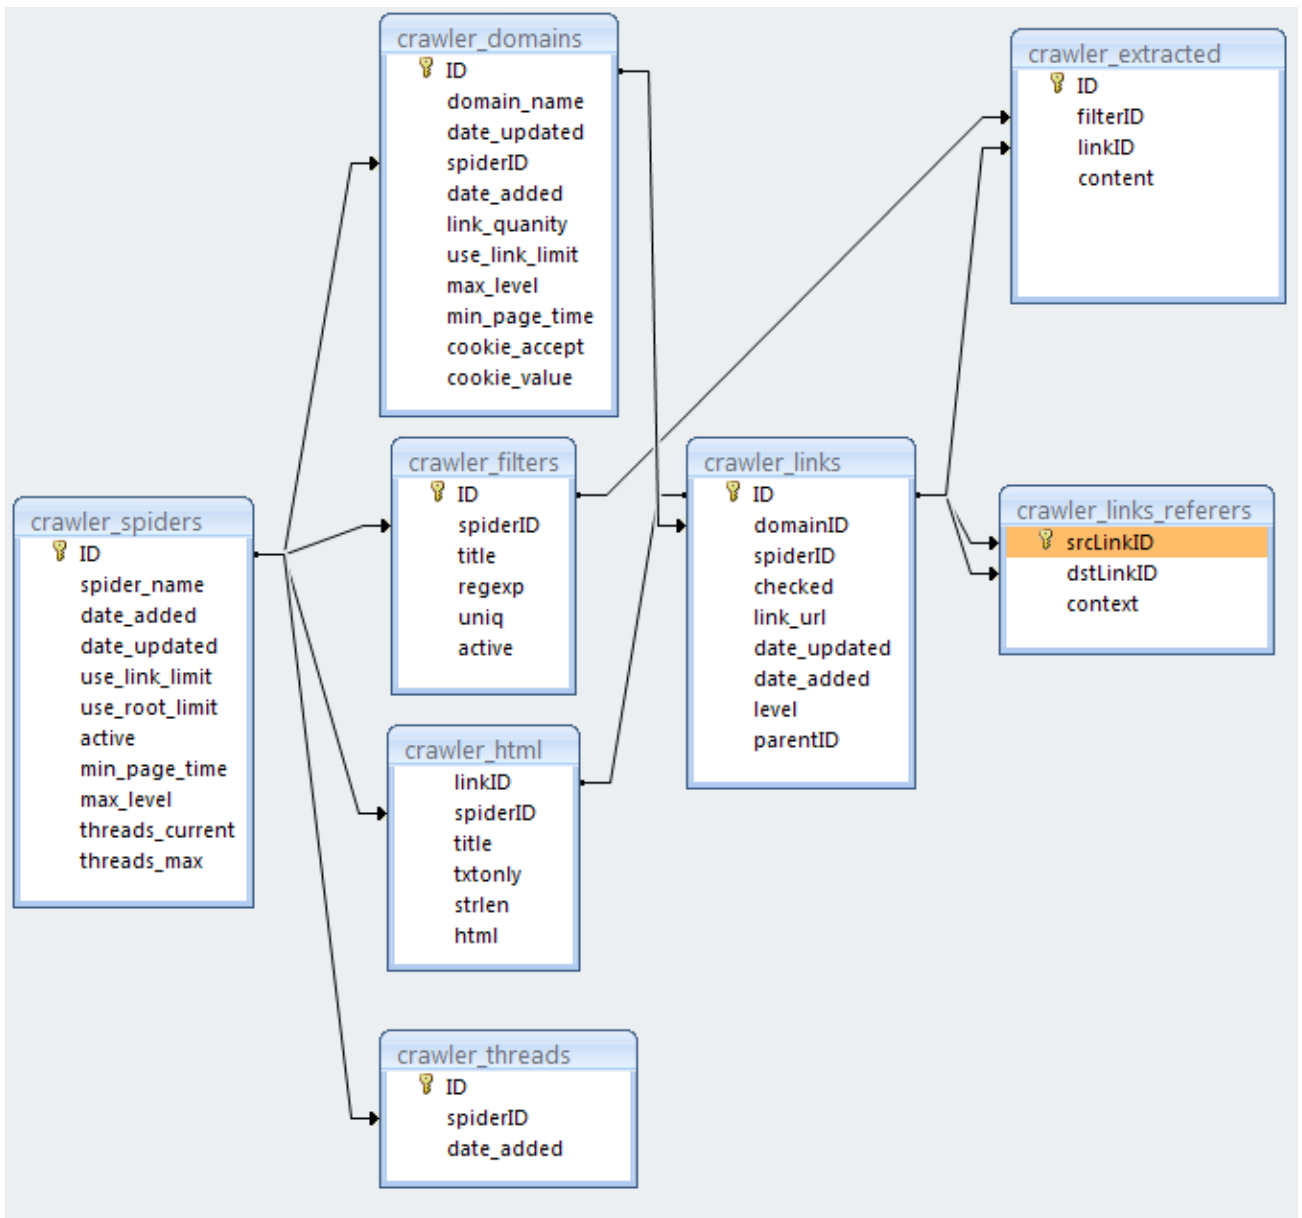 crawler_domains
ID
domain_name
date_updated
spiderID
date_added
link_quanity
use_link_limit
max_level
min_page_time
cookie_accept
cookie_value
crawler_extracted
ID
filterID
linkID
content
crawler_filters
ID
spiderID
title
regexp
uniq
active
crawler_links
ID
domainID
spiderID
checked
link_url
date_updated
date_added
level
parentID
crawler_links_referers
srcLinkID
dstLinkID
context
crawler_spiders
ID
spider_name
date_added
date_updated
use_link_limit
use_root_limit
active
min_page_time
max_level
threads_current
threads_max
crawler_html
linkID
spiderID
title
txtonly
strlen
html
crawler_threads
ID
spiderID
date_added